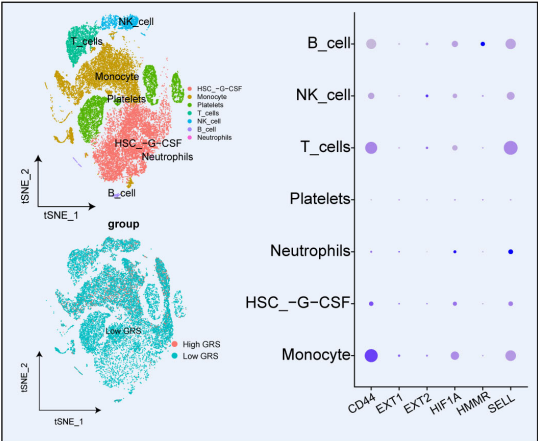 NK_cell
T_cells
Monocyte
Platelets
HSC_-G-CSF
Neutrophils
B_cell
HSC_-G-CSF
Monocyte
Platelets
T_cells
NK_cell
B_cell
Neutrophils
tSNE_2
tSNE_1
group
Low GRS
High GRS
Low GRS
tSNE_2
tSNE_1
B_cell
NK_cell
T_cells
Platelets
Neutrophils
HSC_-G-CSF
Monocyte
CD44
EXT1
EXT2
HIF1A
HMMR
SELL